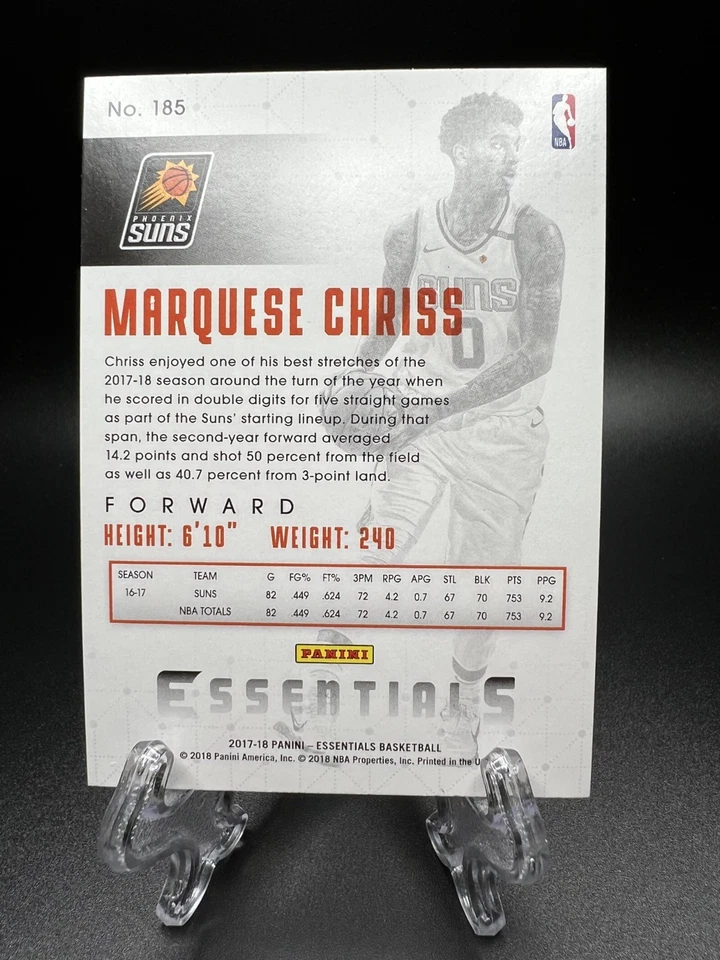 No. 185
NBA
PHOENIX
SUNS
SUNS
0
MARQUESE CHRISS
Chriss enjoyed one of his best stretches of the
2017-18 season around the turn of the year when
he scored in double digits for five straight games
as part of the Suns' starting lineup. During that
span, the second-year forward averaged
14.2 points and shot 50 percent from the field
as well as 40.7 percent from 3-point land.
FORWARD
HEIGHT: 6'10" WEIGHT: 240
SEASON TEAM G FG% FT% 3PM RPG APG STL BLK PTS PPG
16-17 SUNS 82 .449 .624 72 4.2 0.7 67 70 753 9.2
NBA TOTALS 82 .449 .624 72 4.2 0.7 67 70 753 9.2
PANINI
ESSENTIALS
2017-18 PANINI – ESSENTIALS BASKETBALL
© 2018 Panini America, Inc. © 2018 NBA Properties, Inc. Printed in the U